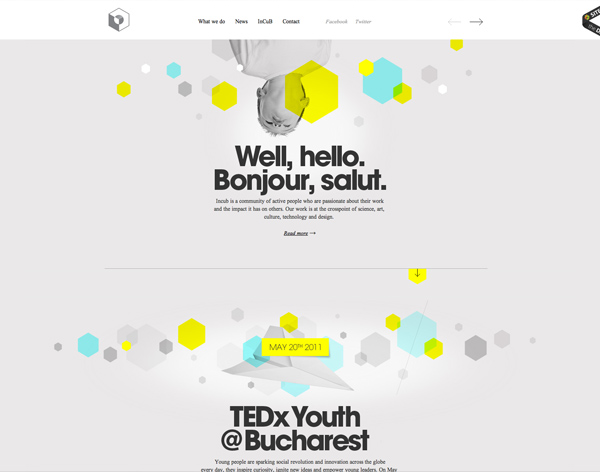 What we do News InCuB Contact Facebook Twitter
SITE
Well, hello.
Bonjour, salut.
Incub is a community of active people who are passionate about their work
and the impact it has on others. Our work is at the crosspoint of science, art,
culture, technology and design.
Read more →
MAY 20TH 2011
TEDx Youth
@ Bucharest
Young people are sparking social revolution and innovation across the globe
every day, they inspire curiosity, ignite new ideas and empower young leaders. On May